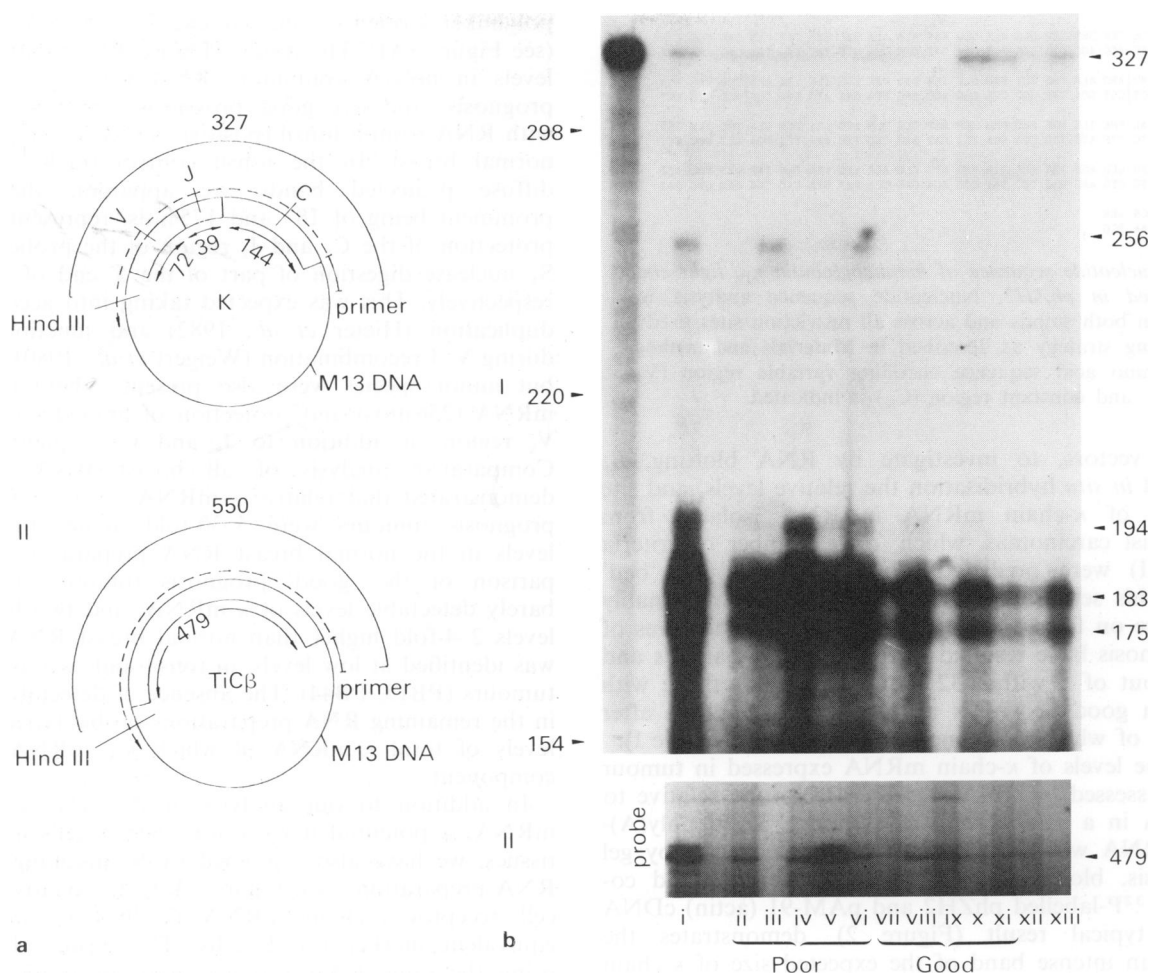 I
327
V
J
C
72
39
144
K
Hind III
primer
M13 DNA
II
550
479
TiCβ
Hind III
primer
M13 DNA
a
298
220
154
327
256
194
183
175
II
probe
479
i ii iii iv v vi vii viii ix x xi xii xiii
Poor Good
b